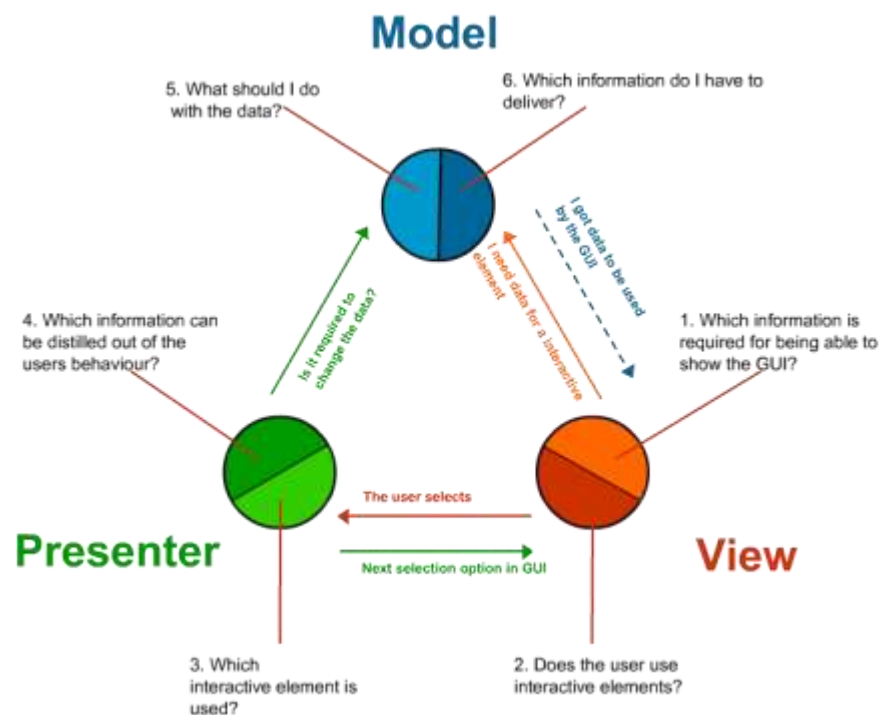 Model
5. What should I do
with the data?
6. Which information do I have to
deliver?
I got data to be used
by the GUI
I need data for a interactive
element
Is it required to
change the data?
4. Which information can
be distilled out of the
users behaviour?
1. Which information is
required for being able to
show the GUI?
The user selects
Next selection option in GUI
Presenter
View
3. Which
interactive element is
used?
2. Does the user use
interactive elements?